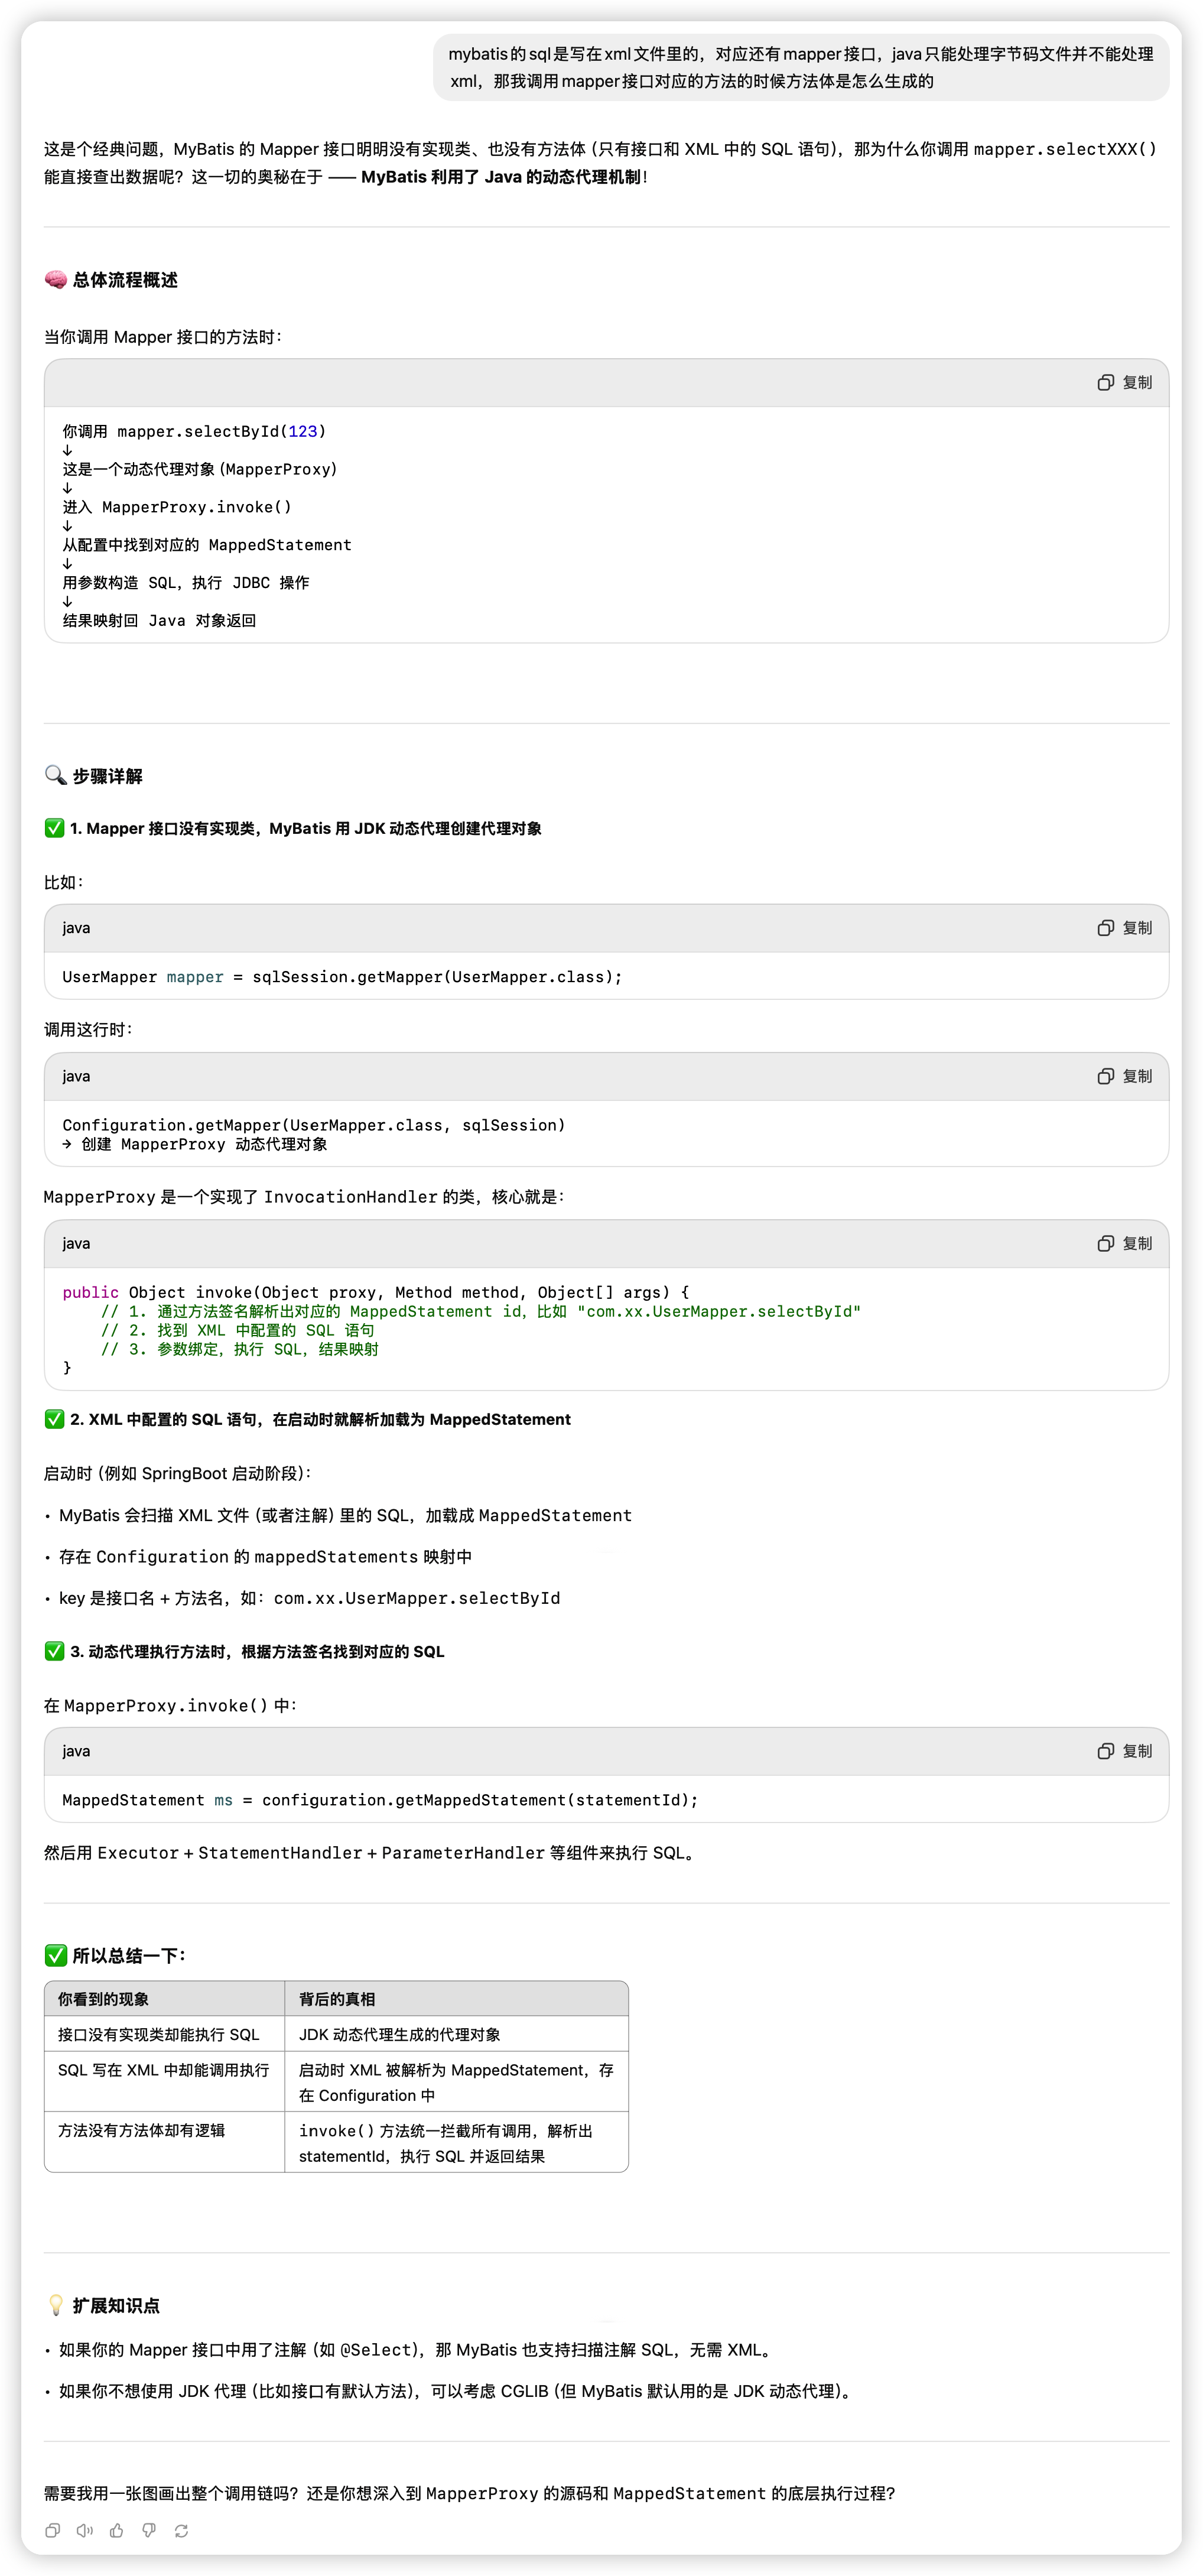 mybatis的sql是写在xml文件里的，对应还有mapper接口，java只能处理字节码文件并不能处理
xml，那我调用mapper接口对应的方法的时候方法体是怎么生成的
这是个经典问题，MyBatis 的 Mapper 接口明明没有实现类、也没有方法体（只有接口和 XML 中的 SQL 语句），那为什么你调用 mapper.selectXXX()
能直接查出数据呢？这一切的奥秘在于 —— MyBatis 利用了 Java 的动态代理机制！
🧠 总体流程概述
当你调用 Mapper 接口的方法时：
复制
你调用 mapper.selectById(123)
↓
这是一个动态代理对象（MapperProxy）
↓
进入 MapperProxy.invoke()
↓
从配置中找到对应的 MappedStatement
↓
用参数构造 SQL，执行 JDBC 操作
↓
结果映射回 Java 对象返回
🔍 步骤详解
✅ 1. Mapper 接口没有实现类，MyBatis 用 JDK 动态代理创建代理对象
比如：
java 复制
UserMapper mapper = sqlSession.getMapper(UserMapper.class);
调用这行时：
java 复制
Configuration.getMapper(UserMapper.class, sqlSession)
→ 创建 MapperProxy 动态代理对象
MapperProxy 是一个实现了 InvocationHandler 的类，核心就是：
java 复制
public Object invoke(Object proxy, Method method, Object[] args) {
    // 1. 通过方法签名解析出对应的 MappedStatement id，比如 "com.xx.UserMapper.selectById"
    // 2. 找到 XML 中配置的 SQL 语句
    // 3. 参数绑定，执行 SQL，结果映射
}
✅ 2. XML 中配置的 SQL 语句，在启动时就解析加载为 MappedStatement
启动时（例如 SpringBoot 启动阶段）：
• MyBatis 会扫描 XML 文件（或者注解）里的 SQL，加载成 MappedStatement
• 存在 Configuration 的 mappedStatements 映射中
• key 是接口名 + 方法名，如：com.xx.UserMapper.selectById
✅ 3. 动态代理执行方法时，根据方法签名找到对应的 SQL
在 MapperProxy.invoke() 中：
java 复制
MappedStatement ms = configuration.getMappedStatement(statementId);
然后用 Executor + StatementHandler + ParameterHandler 等组件来执行 SQL。
✅ 所以总结一下：
你看到的现象 背后的真相
接口没有实现类却能执行 SQL JDK 动态代理生成的代理对象
SQL 写在 XML 中却能调用执行 启动时 XML 被解析为 MappedStatement，存
在 Configuration 中
方法没有方法体却有逻辑 invoke() 方法统一拦截所有调用，解析出
statementId，执行 SQL 并返回结果
💡 扩展知识点
• 如果你的 Mapper 接口中用了注解（如 @Select），那 MyBatis 也支持扫描注解 SQL，无需 XML。
• 如果你不想使用 JDK 代理（比如接口有默认方法），可以考虑 CGLIB（但 MyBatis 默认用的是 JDK 动态代理）。
需要我用一张图画出整个调用链吗？还是你想深入到 MapperProxy 的源码和 MappedStatement 的底层执行过程？